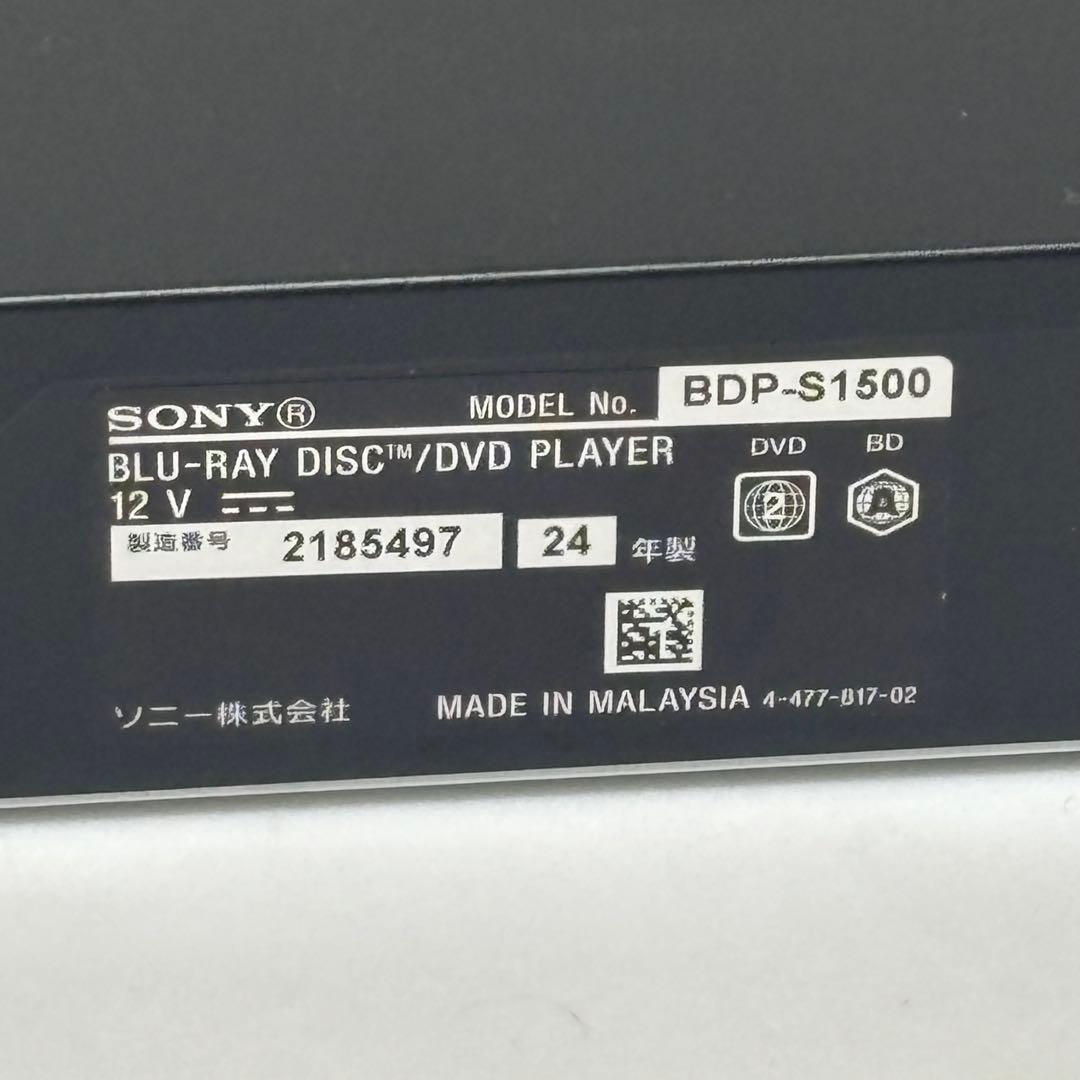 SONY® MODEL No. BDP-S1500
BLU-RAY DISC™/DVD PLAYER DVD BD
12 V 2 A
製造番号 2185497 24 年製
ソニー株式会社 MADE IN MALAYSIA 4-477-817-02